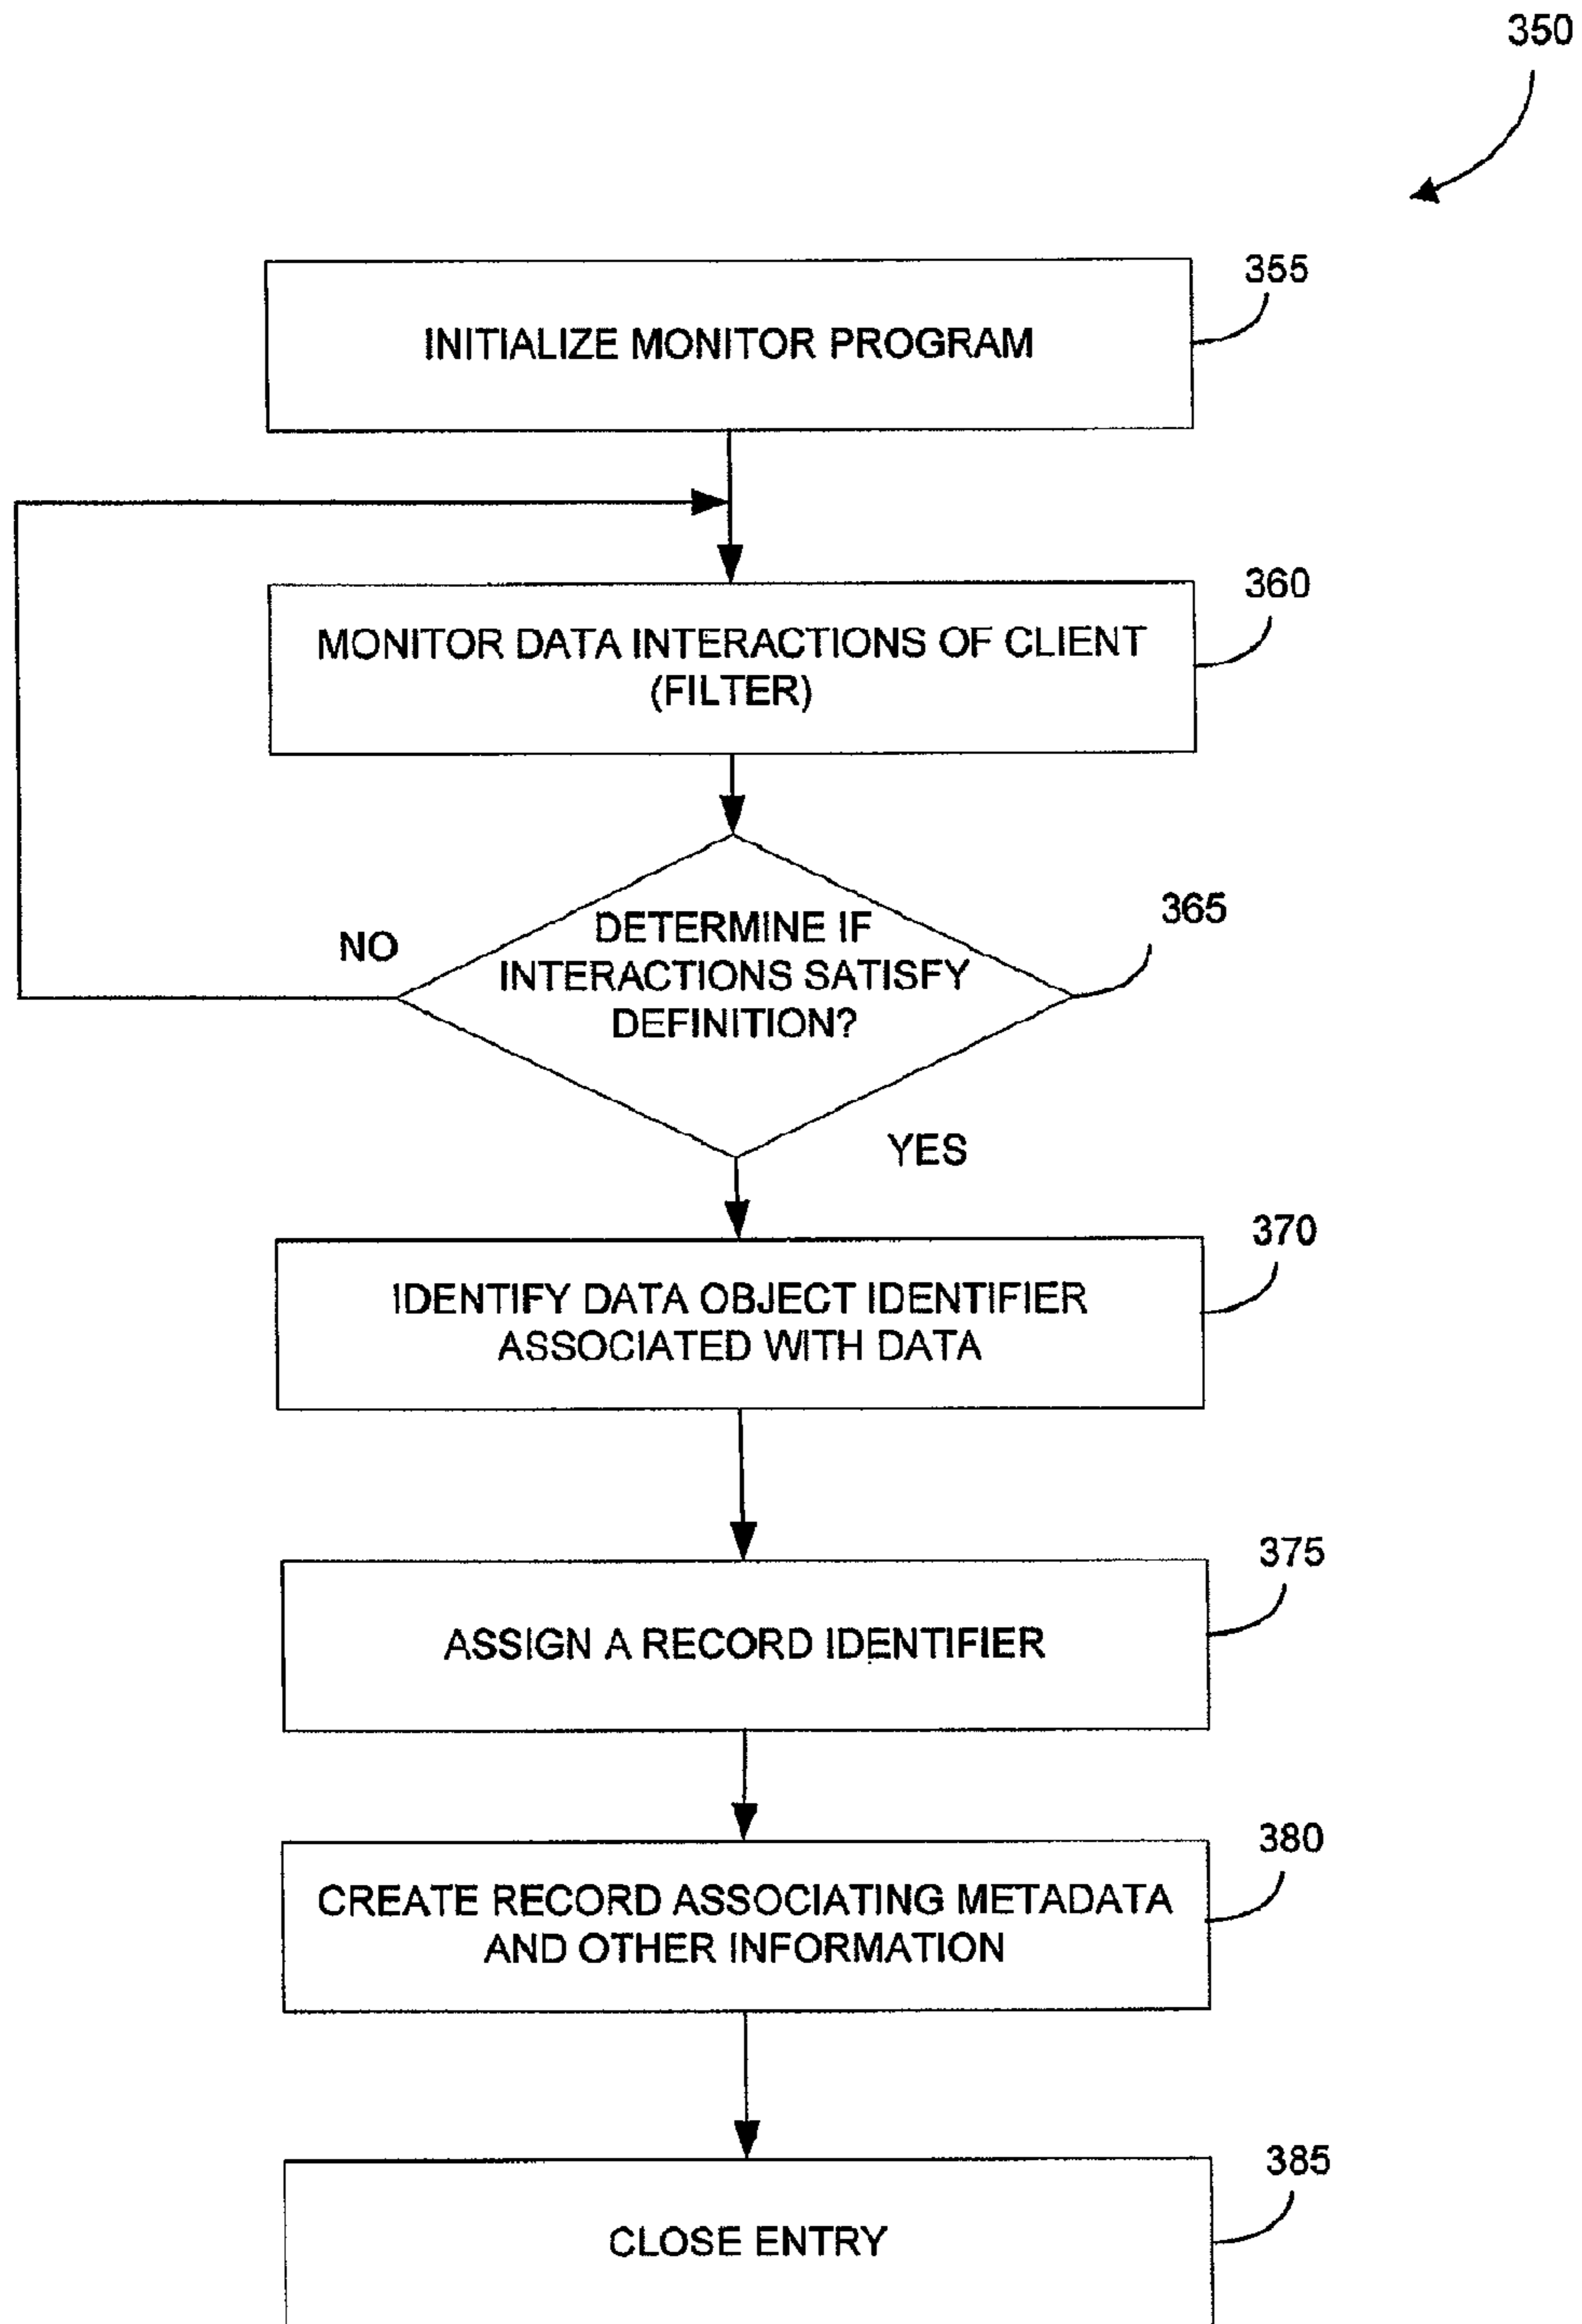 350
355
INITIALIZE MONITOR PROGRAM
360
MONITOR DATA INTERACTIONS OF CLIENT
(FILTER)
365
NO
DETERMINE IF
INTERACTIONS SATISFY
DEFINITION?
YES
370
IDENTIFY DATA OBJECT IDENTIFIER
ASSOCIATED WITH DATA
375
ASSIGN A RECORD IDENTIFIER
380
CREATE RECORD ASSOCIATING METADATA
AND OTHER INFORMATION
385
CLOSE ENTRY